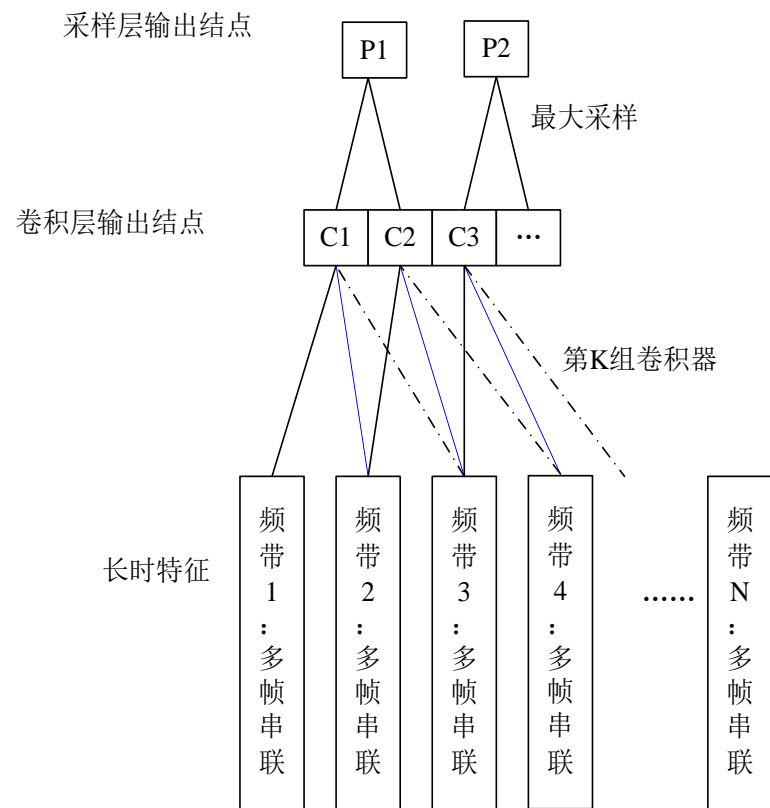 采样层输出结点
P1
P2
最大采样
卷积层输出结点
C1
C2
C3
...
第K组卷积器
长时特征
频带1：多帧串联
频带2：多帧串联
频带3：多帧串联
频带4：多帧串联
......
频带N：多帧串联